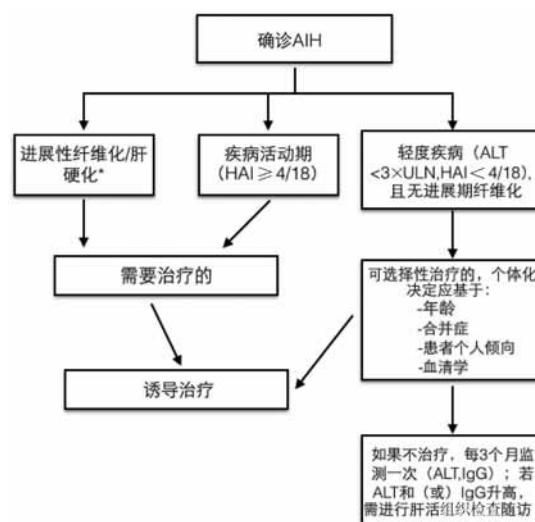 确诊AIH
进展性纤维化/肝
硬化*
疾病活动期
（HAI≥4/18）
轻度疾病（ALT
<3×ULN,HAI＜4/18），
且无进展期纤维化
需要治疗的
可选择性治疗的，个体化
决定应基于：
-年龄
-合并症
-患者个人倾向
-血清学
诱导治疗
如果不治疗，每3个月监
测一次（ALT,IgG）；若
ALT和（或）IgG升高，
需进行肝活组织检查随访